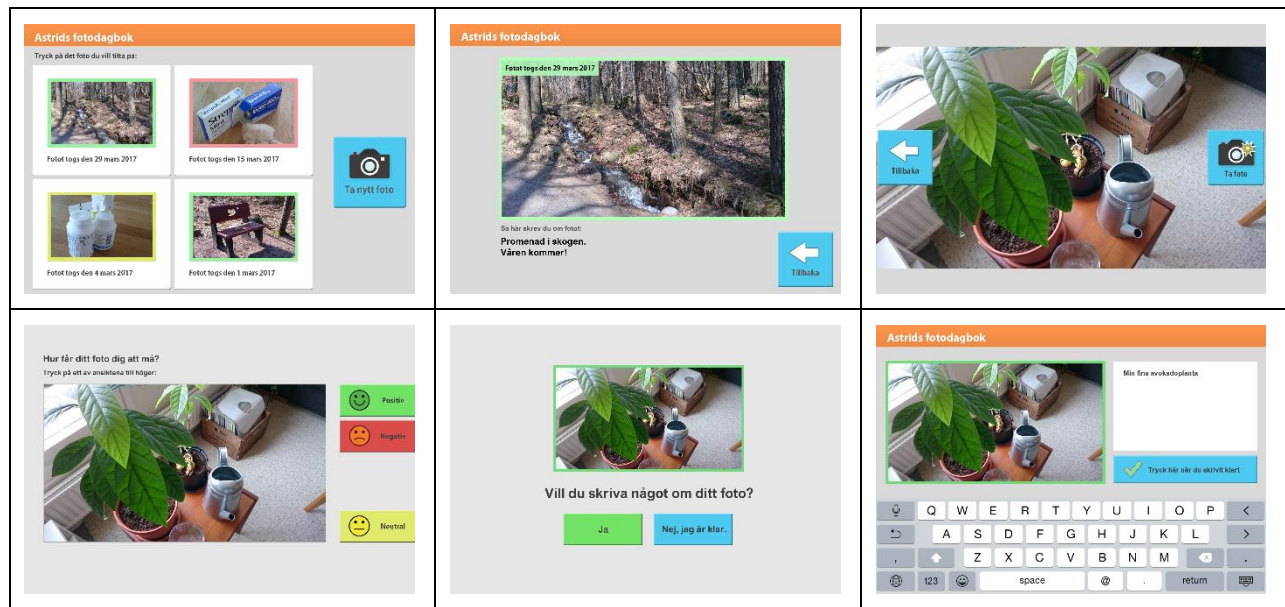 Astrids fotodagbok
Tryck på det foto du vill titta på:
Fotot togs den 29 mars 2017
Fotot togs den 15 mars 2017
Ta nytt foto
Fotot togs den 4 mars 2017
Fotot togs den 1 mars 2017
Astrids fotodagbok
Fotot togs den 29 mars 2017
Så här skrev du om fotot:
Promenad i skogen.
Våren kommer!
Tillbaka
Tillbaka
Ta foto
Hur får ditt foto dig att må?
Tryck på ett av ansiktena till höger:
Positiv
Negativ
Neutral
Vill du skriva något om ditt foto?
Ja
Nej, jag är klar.
Astrids fotodagbok
Min fina avokadoplanta
Tryck här när du skrivit klart
Q W E R T Y U I O P
A S D F G H J K L
, Z X C V B N M .
123 space @ . return